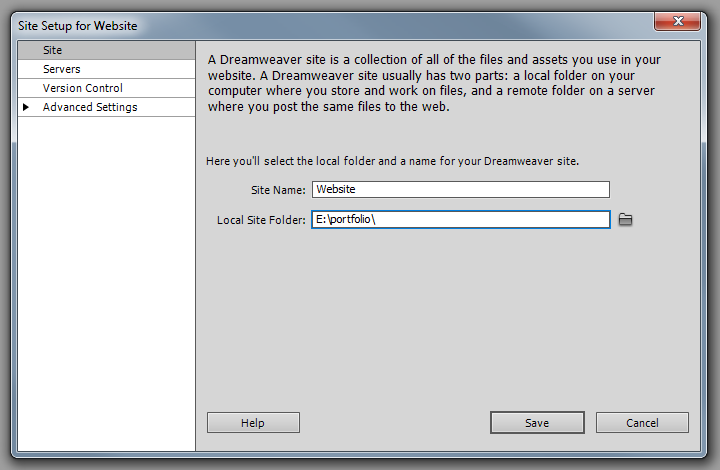 Site Setup for Website
Site
Servers
Version Control
Advanced Settings
A Dreamweaver site is a collection of all of the files and assets you use in your
website. A Dreamweaver site usually has two parts: a local folder on your
computer where you store and work on files, and a remote folder on a server
where you post the same files to the web.
Here you'll select the local folder and a name for your Dreamweaver site.
Site Name: Website
Local Site Folder: E:\portfolio\
Help Save Cancel